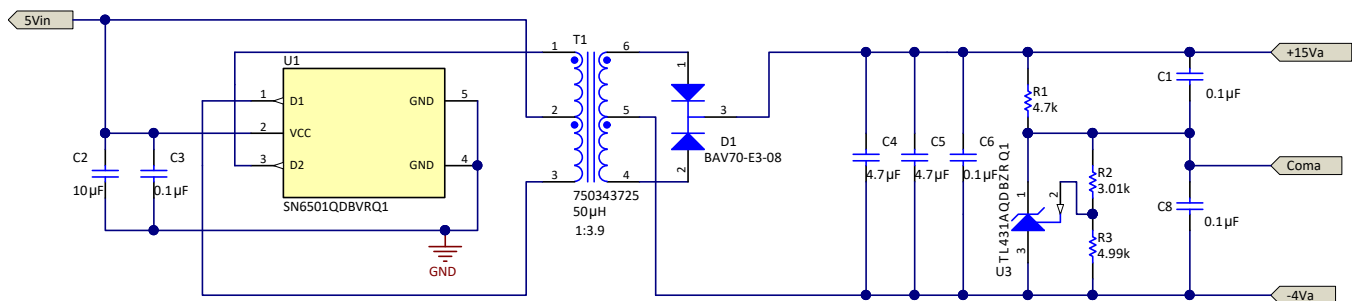 5Vin
U1
1
D1
GND
5
2
VCC
3
D2
GND
4
SN6501QDBVRQ1
C2
10µF
C3
0.1µF
GND
T1
1
6
2
5
3
4
750343725
50µH
1:3.9
1
3
2
D1
BAV70-E3-08
C4
4.7µF
C5
4.7µF
C6
0.1µF
R1
4.7k
TL431AQDBZRQ1
1
2
3
U3
R2
3.01k
R3
4.99k
C1
0.1µF
C8
0.1µF
+15Va
Coma
-4Va